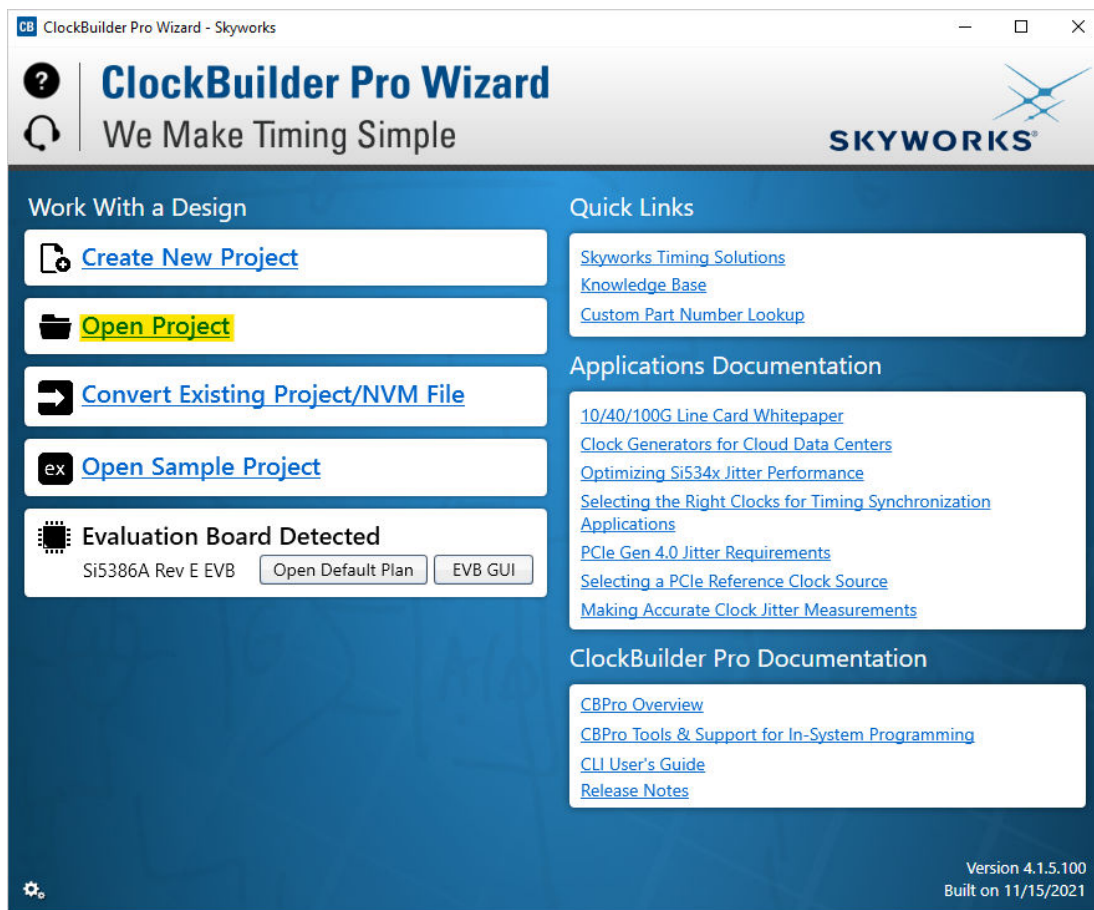 CB ClockBuilder Pro Wizard - Skyworks
?
ClockBuilder Pro Wizard
We Make Timing Simple
SKYWORKS®
Work With a Design
Create New Project
Open Project
Convert Existing Project/NVM File
ex Open Sample Project
Evaluation Board Detected
Si5386A Rev E EVB Open Default Plan EVB GUI
Quick Links
Skyworks Timing Solutions
Knowledge Base
Custom Part Number Lookup
Applications Documentation
10/40/100G Line Card Whitepaper
Clock Generators for Cloud Data Centers
Optimizing Si534x Jitter Performance
Selecting the Right Clocks for Timing Synchronization
Applications
PCIe Gen 4.0 Jitter Requirements
Selecting a PCIe Reference Clock Source
Making Accurate Clock Jitter Measurements
ClockBuilder Pro Documentation
CBPro Overview
CBPro Tools & Support for In-System Programming
CLI User's Guide
Release Notes
Version 4.1.5.100
Built on 11/15/2021